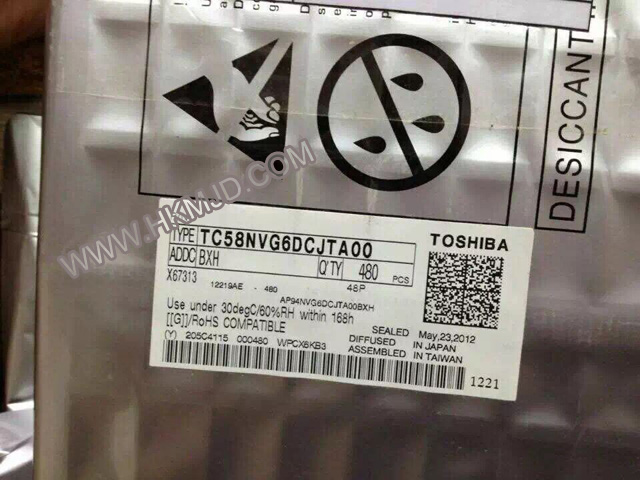 DESICCANT
WWW.HKMJD.COM
TYPE TC58NVG6DCJTA00 TOSHIBA
ADDC BXH Q'TY 480 PCS
X67313 48P
12219AE - 480
AP94NVG6DCJTA00BXH
Use under 30degC/60%RH within 168h
[[G]]/RoHS COMPATIBLE
SEALED May,23,2012
DIFFUSED IN JAPAN
ASSEMBLED IN TAIWAN
(Y) 205C4115 000480 WPCX6KB3
1221